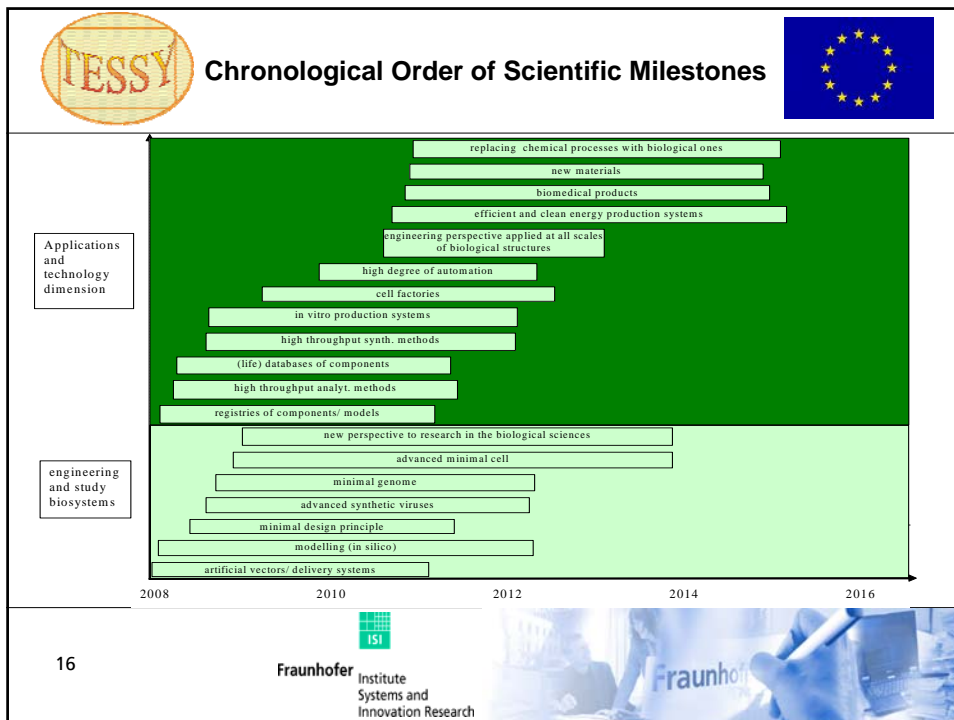 TESSY
Chronological Order of Scientific Milestones
replacing chemical processes with biological ones
new materials
biomedical products
efficient and clean energy production systems
engineering perspective applied at all scales
of biological structures
Applications
and
technology
dimension
high degree of automation
cell factories
in vitro production systems
high throughput synth. methods
(life) databases of components
high throughput analyt. methods
registries of components/ models
new perspective to research in the biological sciences
advanced minimal cell
engineering
and study
biosystems
minimal genome
advanced synthetic viruses
minimal design principle
modelling (in silico)
artificial vectors/ delivery systems
2008
2010
2012
2014
2016
16
ISI
Fraunhofer Institute
Systems and
Innovation Research
Fraunho